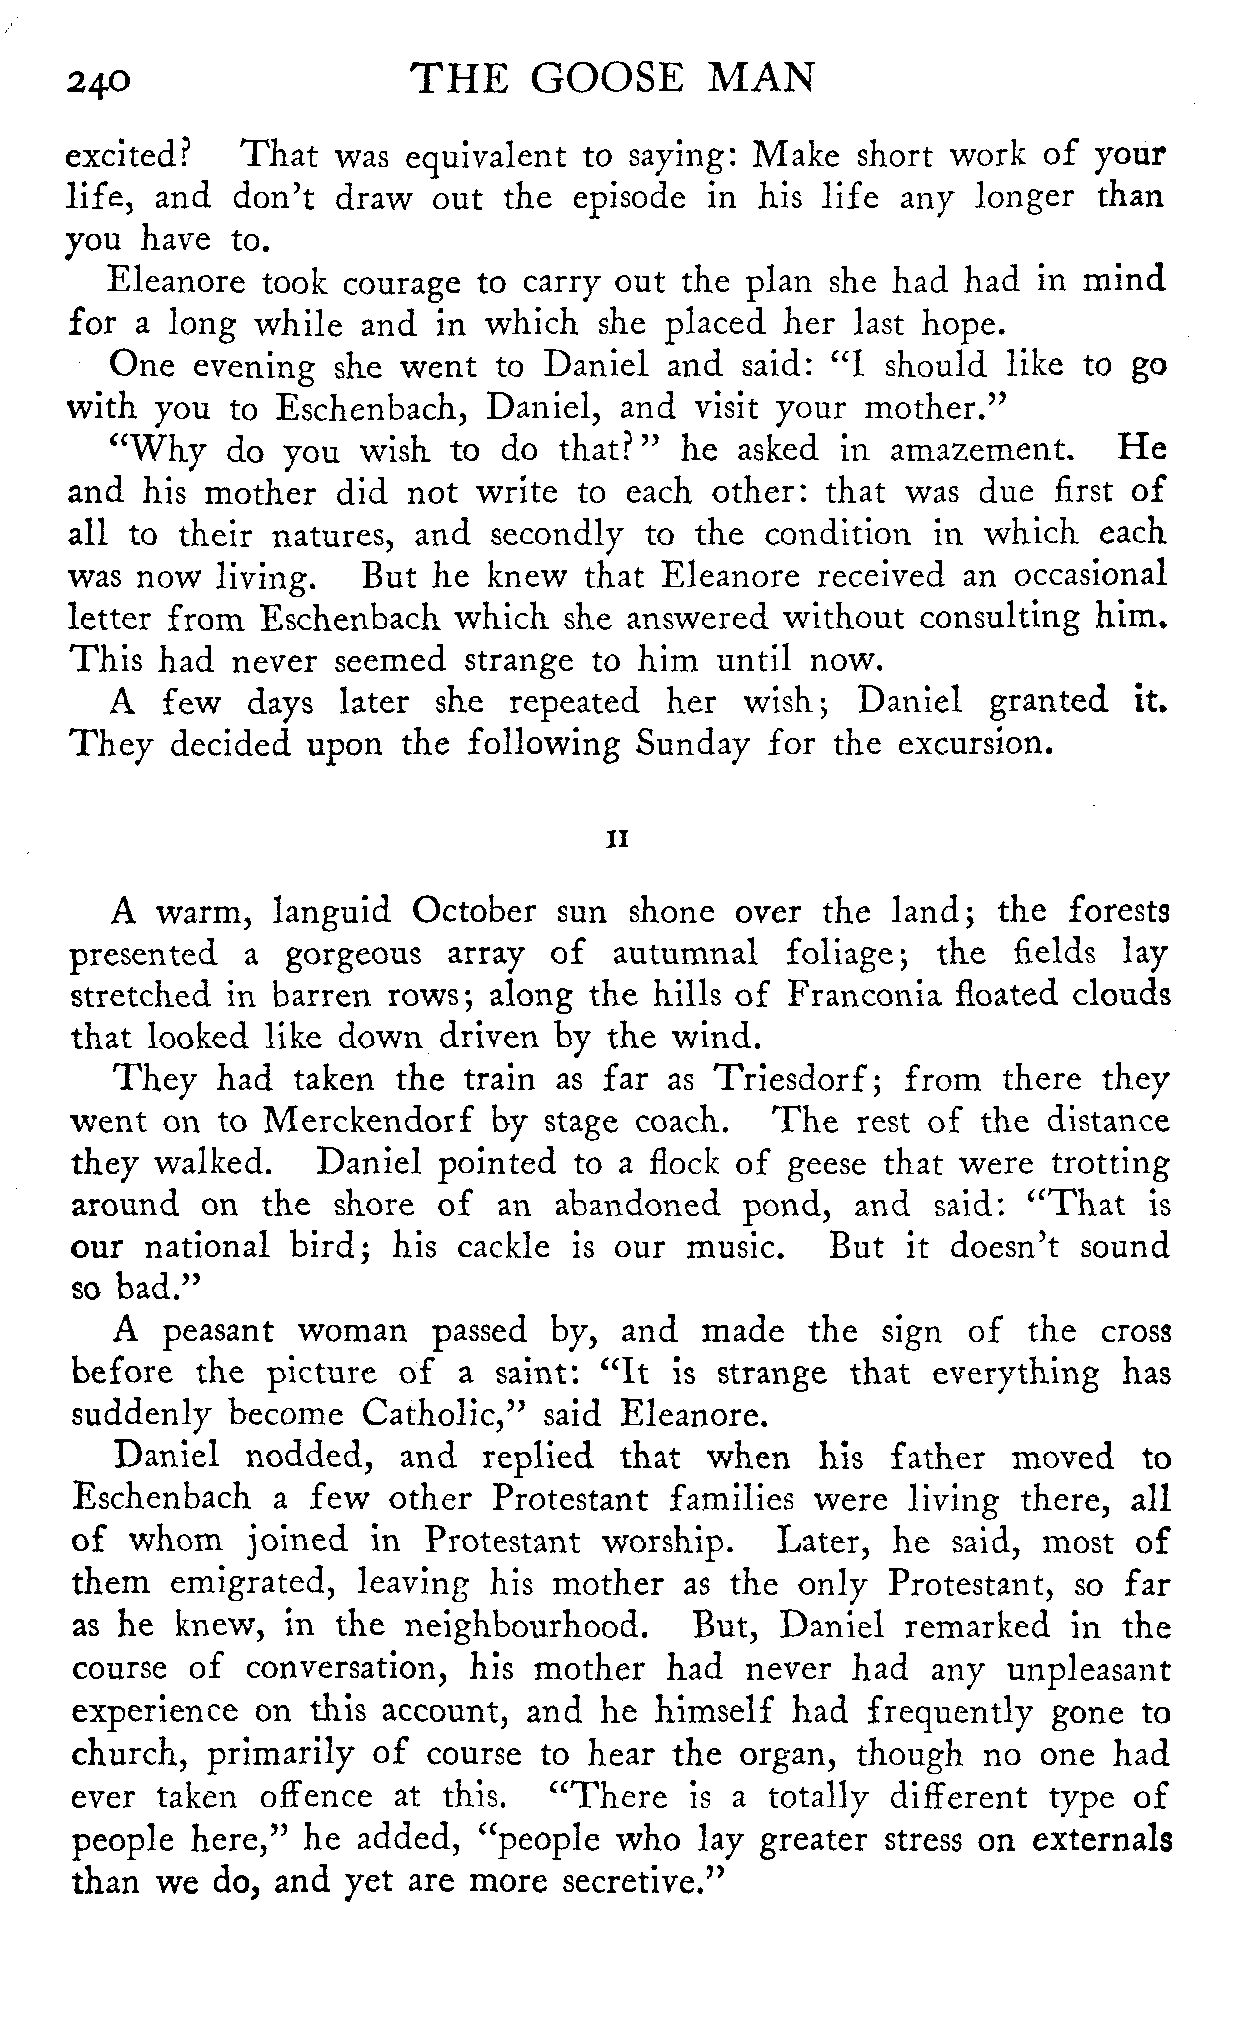 240 THE GOOSE MAN
excited? That was equivalent to saying: Make short work of your
life, and don't draw out the episode in his life any longer than
you have to.
Eleanore took courage to carry out the plan she had had in mind
for a long while and in which she placed her last hope.
One evening she went to Daniel and said: "I should like to go
with you to Eschenbach, Daniel, and visit your mother."
"Why do you wish to do that?" he asked in amazement. He
and his mother did not write to each other: that was due first of
all to their natures, and secondly to the condition in which each
was now living. But he knew that Eleanore received an occasional
letter from Eschenbach which she answered without consulting him.
This had never seemed strange to him until now.
A few days later she repeated her wish; Daniel granted it.
They decided upon the following Sunday for the excursion.
II
A warm, languid October sun shone over the land; the forests
presented a gorgeous array of autumnal foliage; the fields lay
stretched in barren rows; along the hills of Franconia floated clouds
that looked like down driven by the wind.
They had taken the train as far as Triesdorf; from there they
went on to Merckendorf by stage coach. The rest of the distance
they walked. Daniel pointed to a flock of geese that were trotting
around on the shore of an abandoned pond, and said: "That is
our national bird; his cackle is our music. But it doesn't sound
so bad."
A peasant woman passed by, and made the sign of the cross
before the picture of a saint: "It is strange that everything has
suddenly become Catholic," said Eleanore.
Daniel nodded, and replied that when his father moved to
Eschenbach a few other Protestant families were living there, all
of whom joined in Protestant worship. Later, he said, most of
them emigrated, leaving his mother as the only Protestant, so far
as he knew, in the neighbourhood. But, Daniel remarked in the
course of conversation, his mother had never had any unpleasant
experience on this account, and he himself had frequently gone to
church, primarily of course to hear the organ, though no one had
ever taken offence at this. "There is a totally different type of
people here," he added, "people who lay greater stress on externals
than we do, and yet are more secretive."